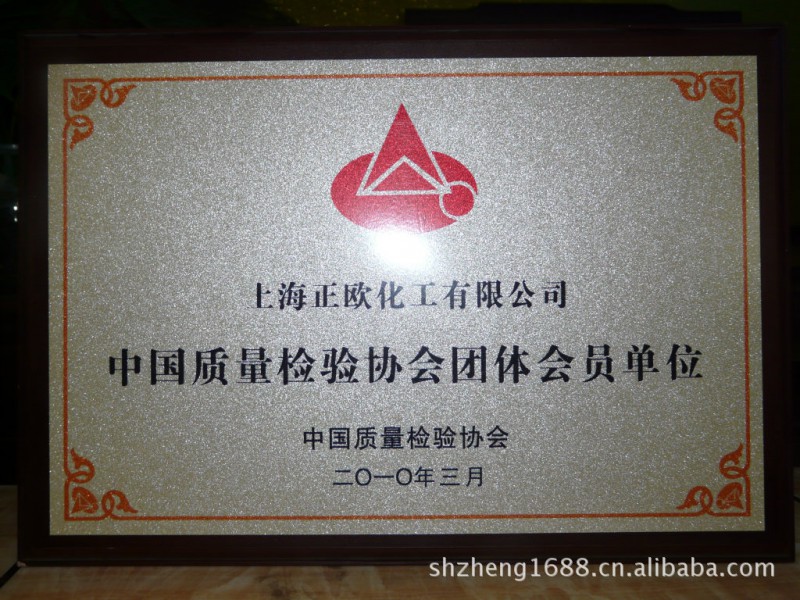 上海正欧化工有限公司
中国质量检验协会团体会员单位
中国质量检验协会
二〇一〇年三月
shzheng1688.cn.alibaba.com